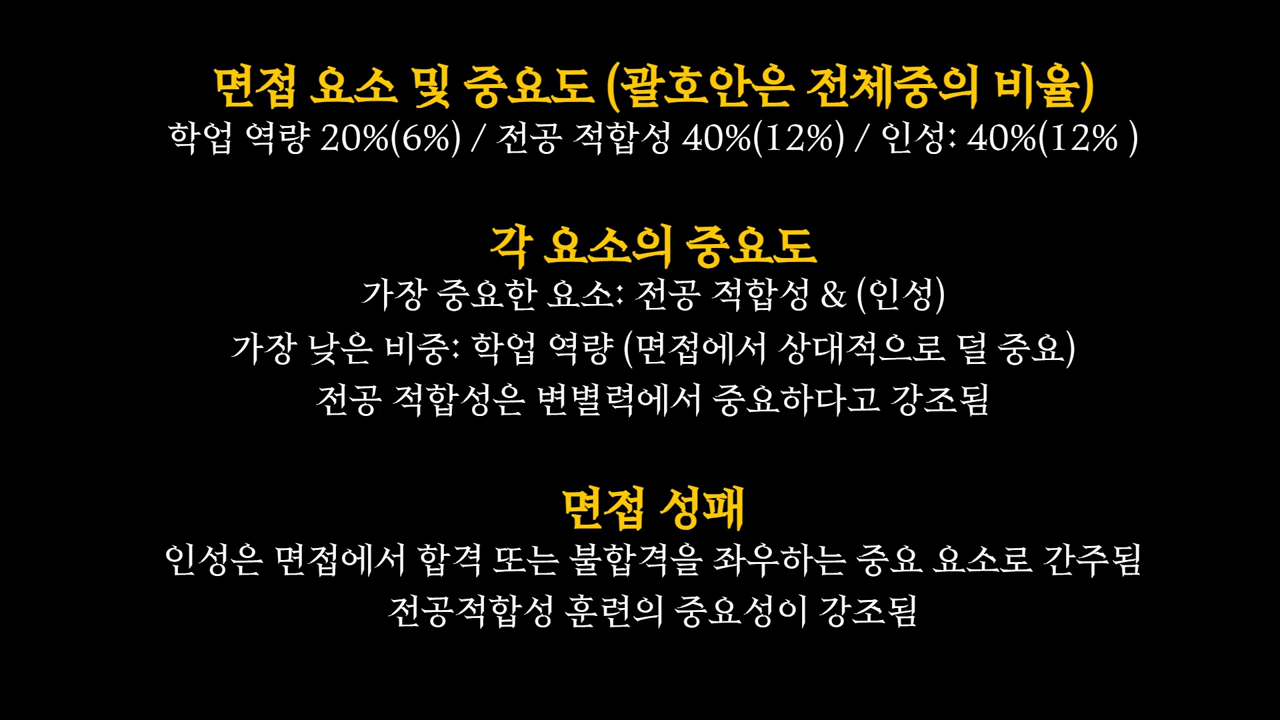 면접 요소 및 중요도 (괄호안은 전체중의 비율)
학업 역량 20%(6%) / 전공 적합성 40%(12%) / 인성: 40%(12% )
각 요소의 중요도
가장 중요한 요소: 전공 적합성 & (인성)
가장 낮은 비중: 학업 역량 (면접에서 상대적으로 덜 중요)
전공 적합성은 변별력에서 중요하다고 강조됨
면접 성패
인성은 면접에서 합격 또는 불합격을 좌우하는 중요 요소로 간주됨
전공적합성 훈련의 중요성이 강조됨